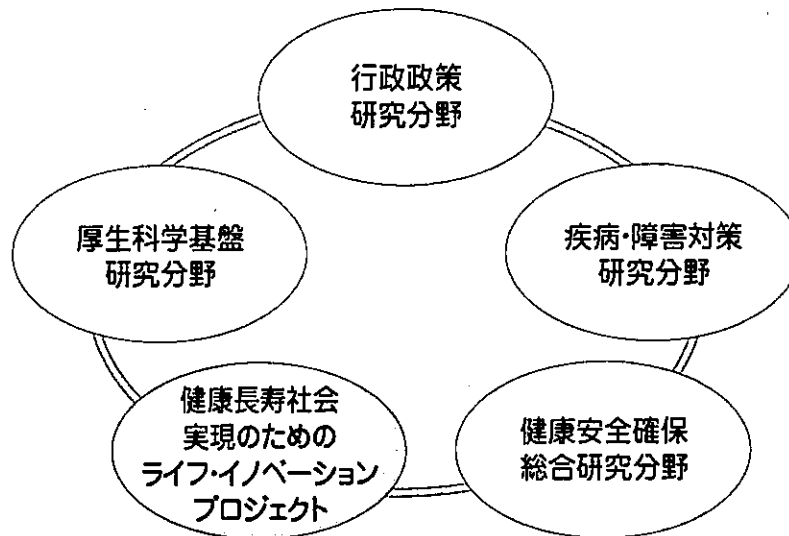 行政政策
研究分野
厚生科学基盤
研究分野
疾病・障害対策
研究分野
健康長寿社会
実現のための
ライフ・イノベーション
プロジェクト
健康安全確保
総合研究分野